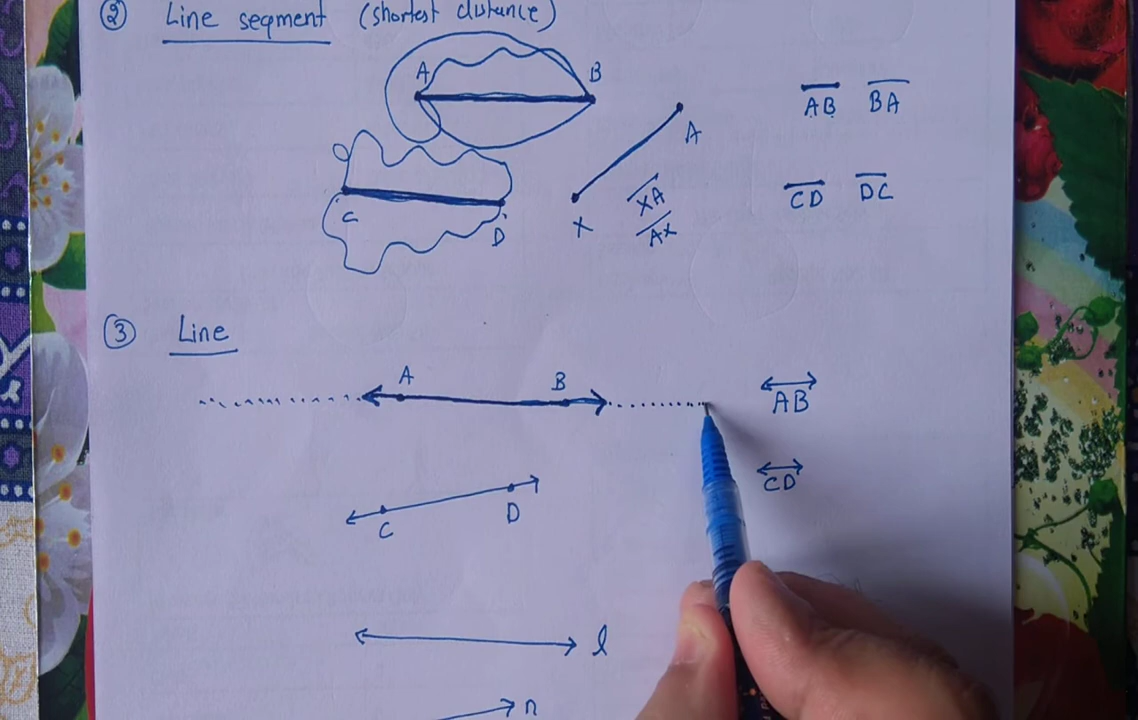 ② Line segment (shortest distance)
A B
A
X
XA
AX
AB BA
C D
CD DC
③ Line
A B
AB
C D
CD
l
n